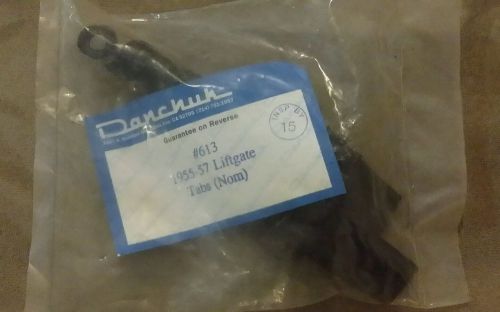 Danchuk
Guarantee on Reverse
INSP BY
15
#613
1955-57 Liftgate
Tabs (Nom)